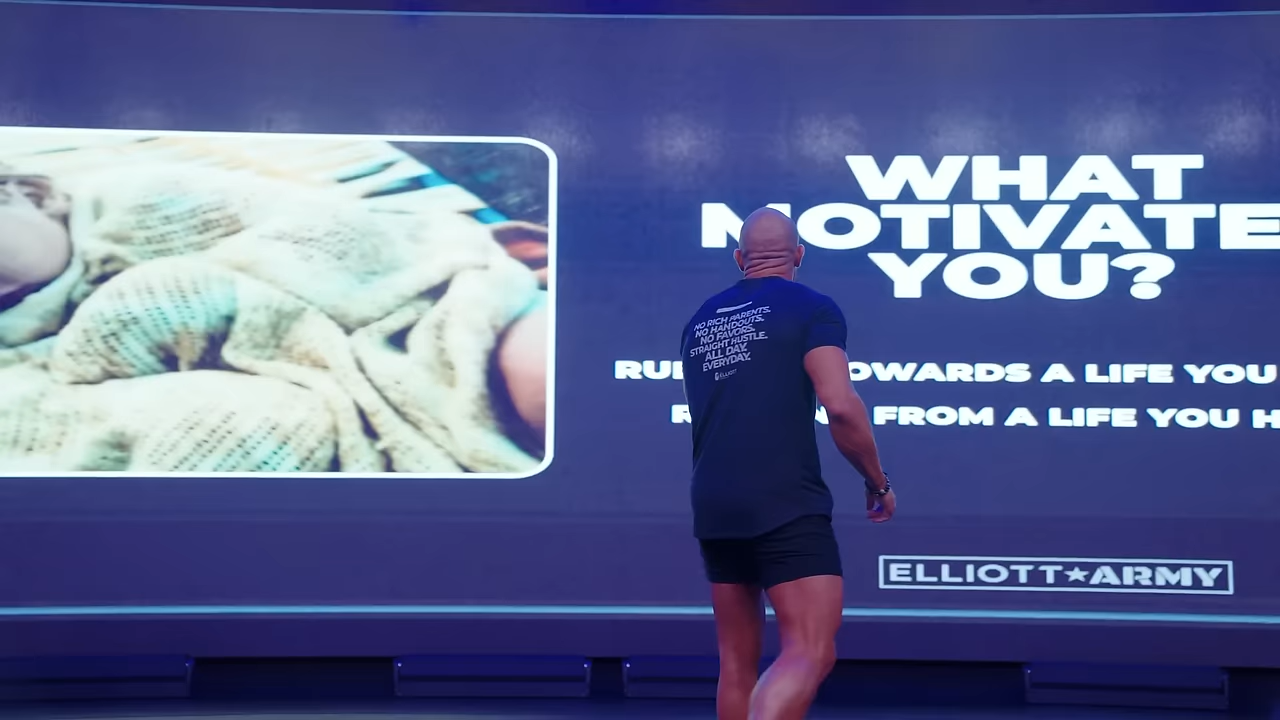 WHAT
MOTIVATE
YOU?
OWARDS A LIFE YOU
FROM A LIFE YOU
NO RICH PARENTS.
NO HANDOUTS.
NO FAVORS.
STRAIGHT HUSTLE.
ALL DAY.
EVERYDAY.
ELLIOTT
ELLIOTT★ARMY